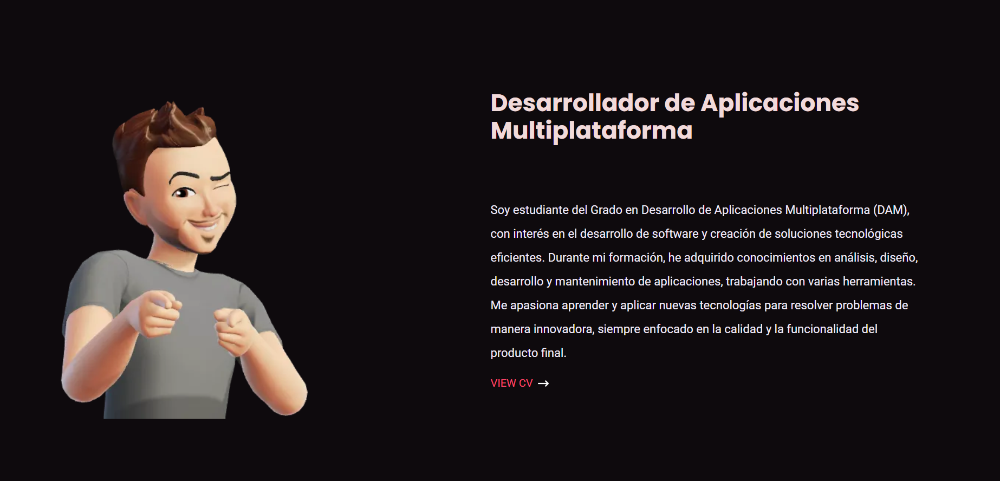 Desarrollador de Aplicaciones
Multiplataforma
Soy estudiante del Grado en Desarrollo de Aplicaciones Multiplataforma (DAM),
con interés en el desarrollo de software y creación de soluciones tecnológicas
eficientes. Durante mi formación, he adquirido conocimientos en análisis, diseño,
desarrollo y mantenimiento de aplicaciones, trabajando con varias herramientas.
Me apasiona aprender y aplicar nuevas tecnologías para resolver problemas de
manera innovadora, siempre enfocado en la calidad y la funcionalidad del
producto final.
VIEW CV →